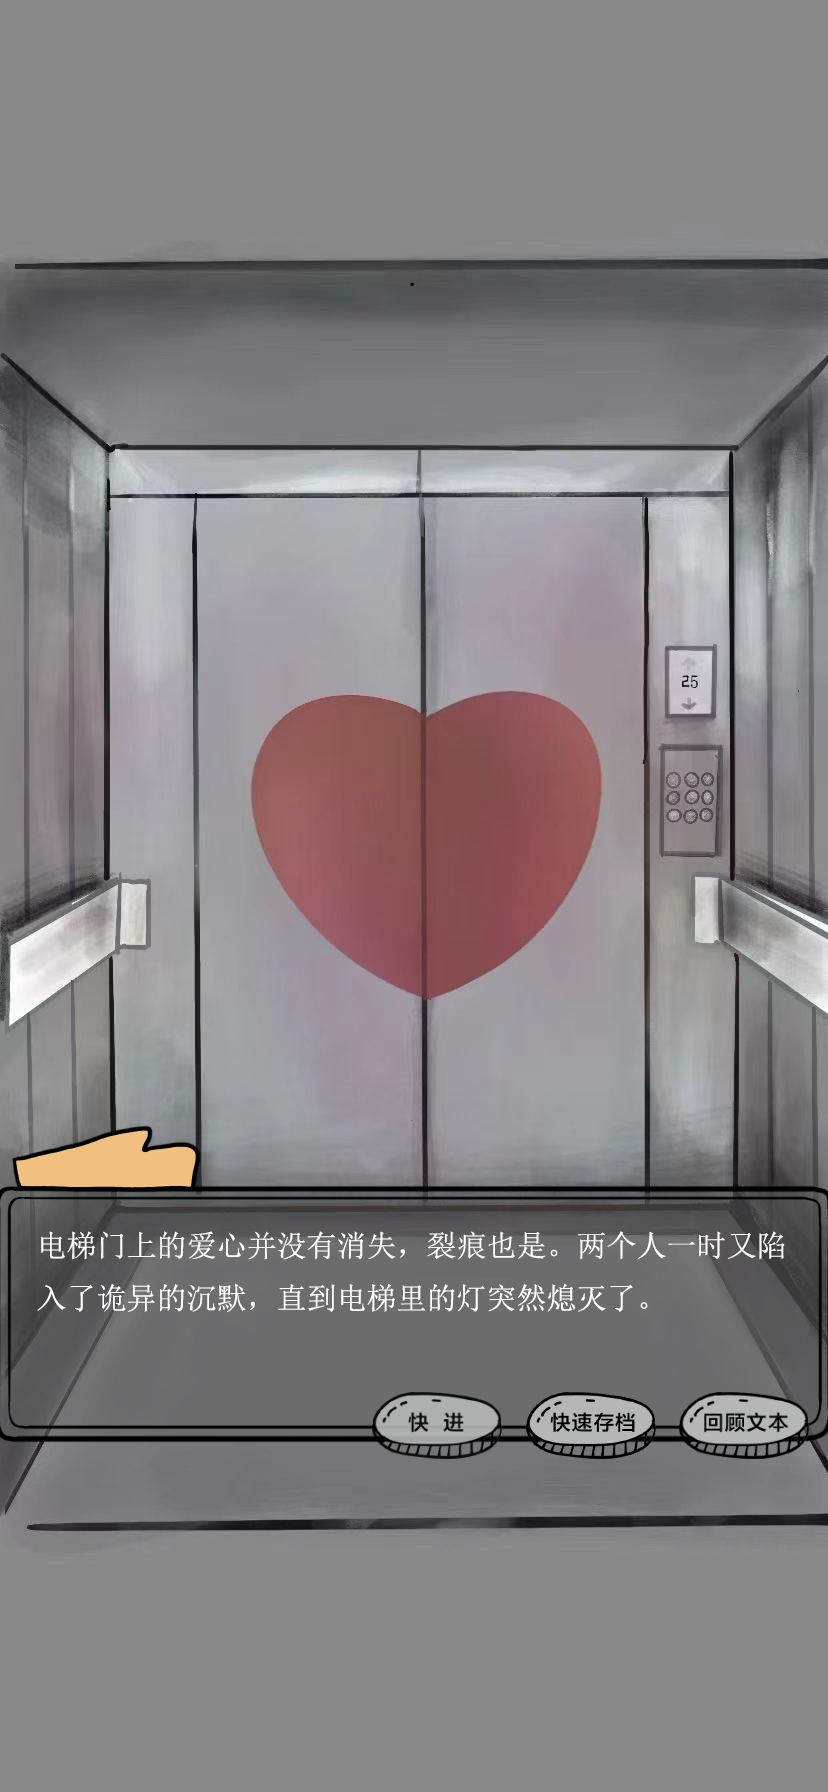 25
电梯门上的爱心并没有消失，裂痕也是。两个人一时又陷
入了诡异的沉默，直到电梯里的灯突然熄灭了。
快 进 快速存档 回顾文本